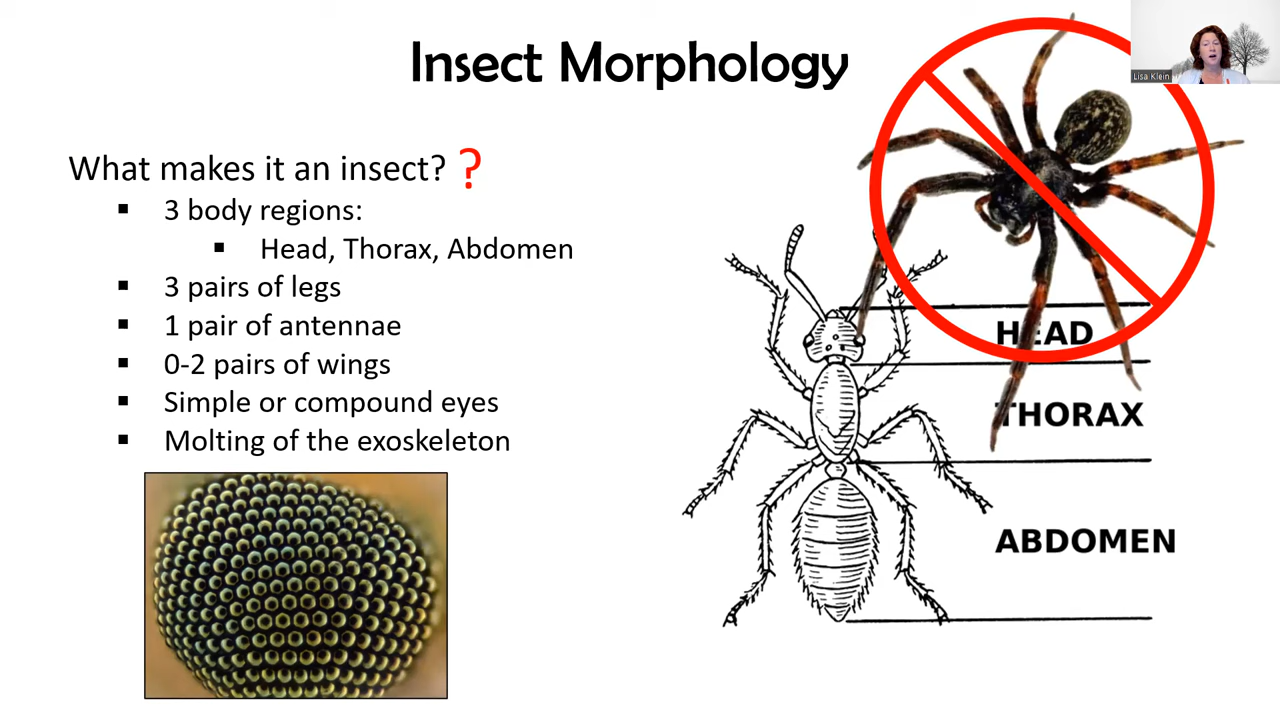 Insect Morphology
Lisa Klein
What makes it an insect? ?
▪ 3 body regions:
▪ Head, Thorax, Abdomen
▪ 3 pairs of legs
▪ 1 pair of antennae
▪ 0-2 pairs of wings
▪ Simple or compound eyes
▪ Molting of the exoskeleton
HEAD
THORAX
ABDOMEN